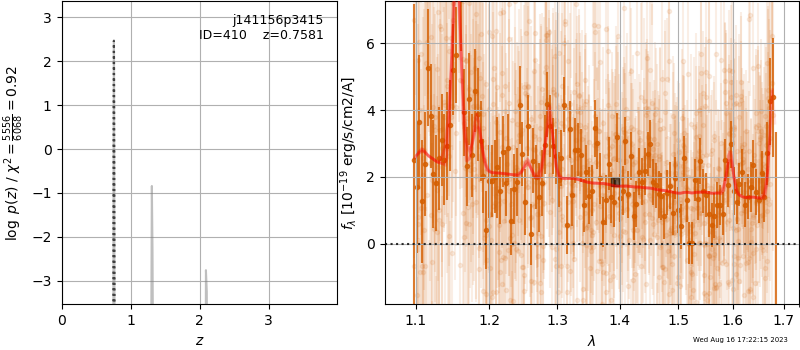 j141156p3415
ID=410 z=0.7581
log p(z) / χ² = 5556/6068 = 0.92
3
2
1
0
−1
−2
−3
0 1 2 3
z
f_λ [10⁻¹⁹ erg/s/cm2/A]
6
4
2
0
1.1 1.2 1.3 1.4 1.5 1.6 1.7
λ
Wed Aug 16 17:22:15 2023